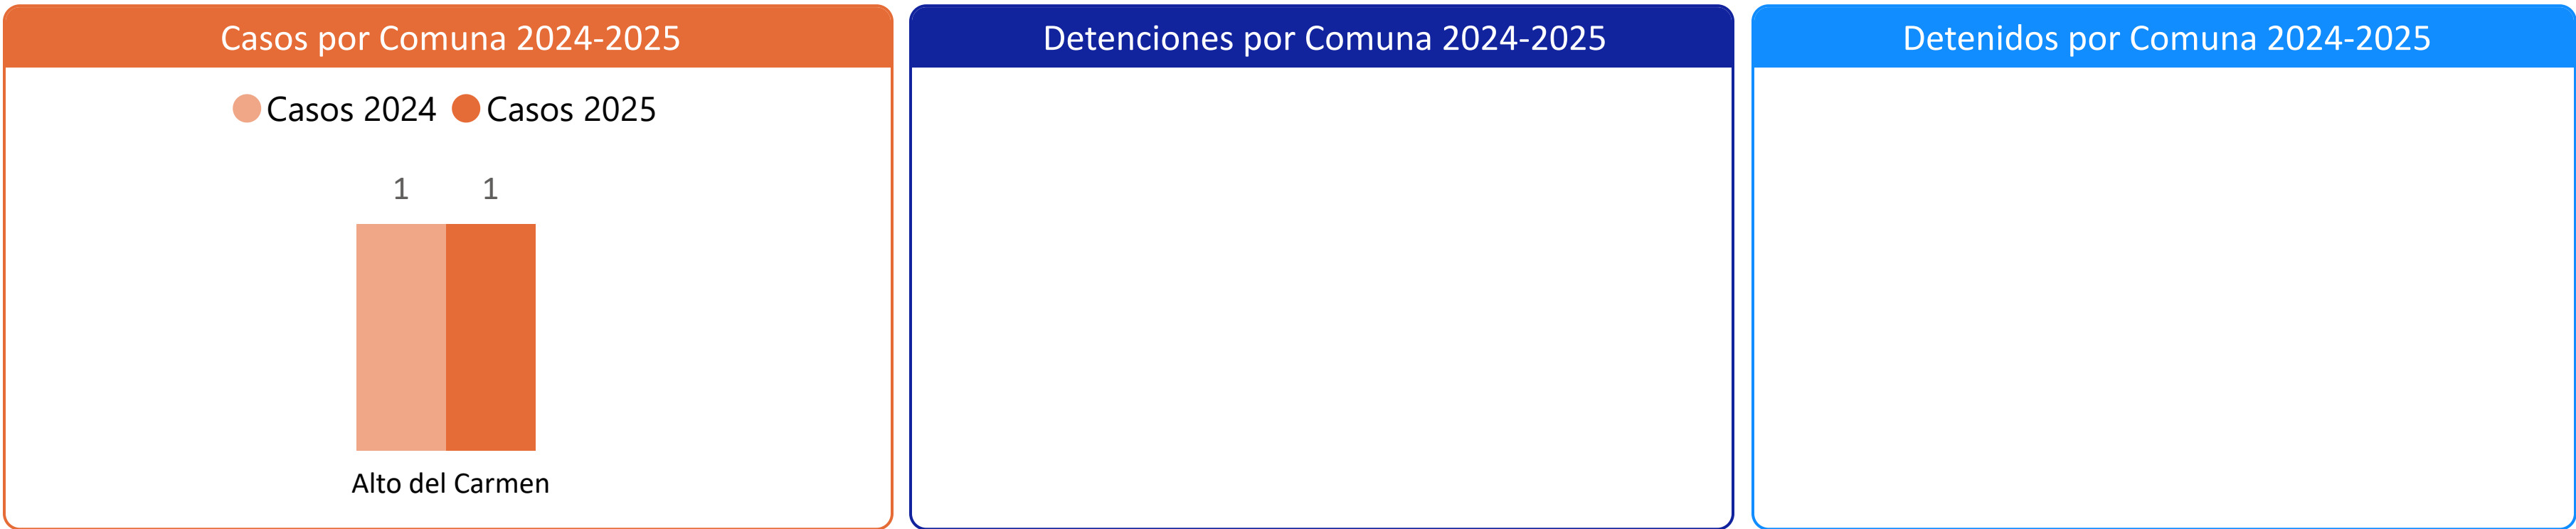 Casos por Comuna 2024-2025
Casos 2024 Casos 2025
1 1
Alto del Carmen
Detenciones por Comuna 2024-2025
Detenidos por Comuna 2024-2025